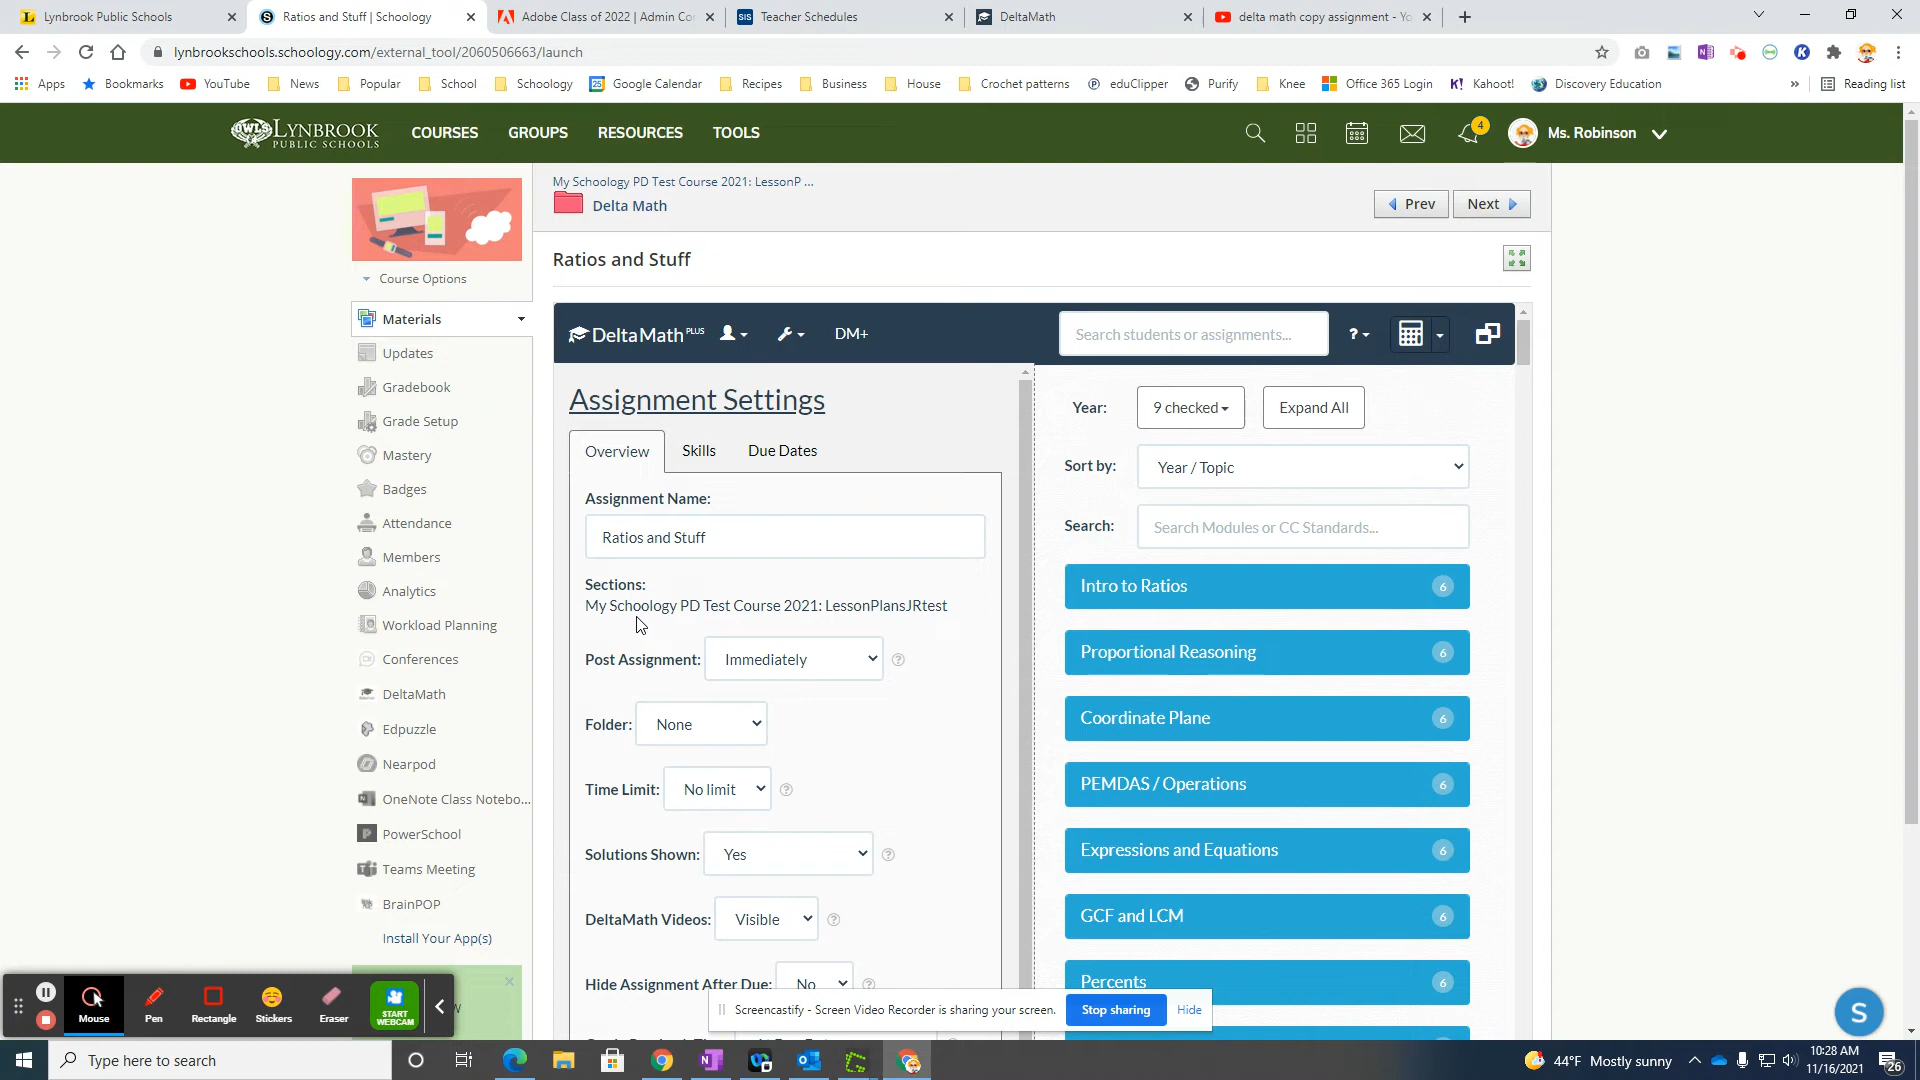 Lynbrook Public Schools
Ratios and Stuff | Schoology
Adobe Class of 2022 | Admin Co
SIS Teacher Schedules
DeltaMath
delta math copy assignment - Yo
lynbrookschools.schoology.com/external_tool/2060506663/launch
Apps Bookmarks YouTube News Popular School Schoology Google Calendar Recipes Business House Crochet patterns eduClipper Purify Knee Office 365 Login Kahoot! Discovery Education » Reading list
OWLS LYNBROOK PUBLIC SCHOOLS
COURSES GROUPS RESOURCES TOOLS
4
Ms. Robinson
My Schoology PD Test Course 2021: LessonP ...
Delta Math
Prev Next
Course Options
Ratios and Stuff
Materials
Updates
Gradebook
Grade Setup
Mastery
Badges
Attendance
Members
Analytics
Workload Planning
Conferences
DeltaMath
Edpuzzle
Nearpod
OneNote Class Notebo...
PowerSchool
Teams Meeting
BrainPOP
Install Your App(s)
DeltaMath PLUS DM+ Search students or assignments... ?
Assignment Settings
Overview Skills Due Dates
Assignment Name:
Ratios and Stuff
Sections:
My Schoology PD Test Course 2021: LessonPlansJRtest
Post Assignment: Immediately ?
Folder: None
Time Limit: No limit ?
Solutions Shown: Yes ?
DeltaMath Videos: Visible ?
Hide Assignment After Due: No ?
Year: 9 checked Expand All
Sort by: Year / Topic
Search: Search Modules or CC Standards...
Intro to Ratios 6
Proportional Reasoning 6
Coordinate Plane 6
PEMDAS / Operations 6
Expressions and Equations 6
GCF and LCM 6
Percents 6
Mouse Pen Rectangle Stickers Eraser START WEBCAM
Screencastify - Screen Video Recorder is sharing your screen. Stop sharing Hide
S
Type here to search
44°F Mostly sunny
10:28 AM
11/16/2021
26